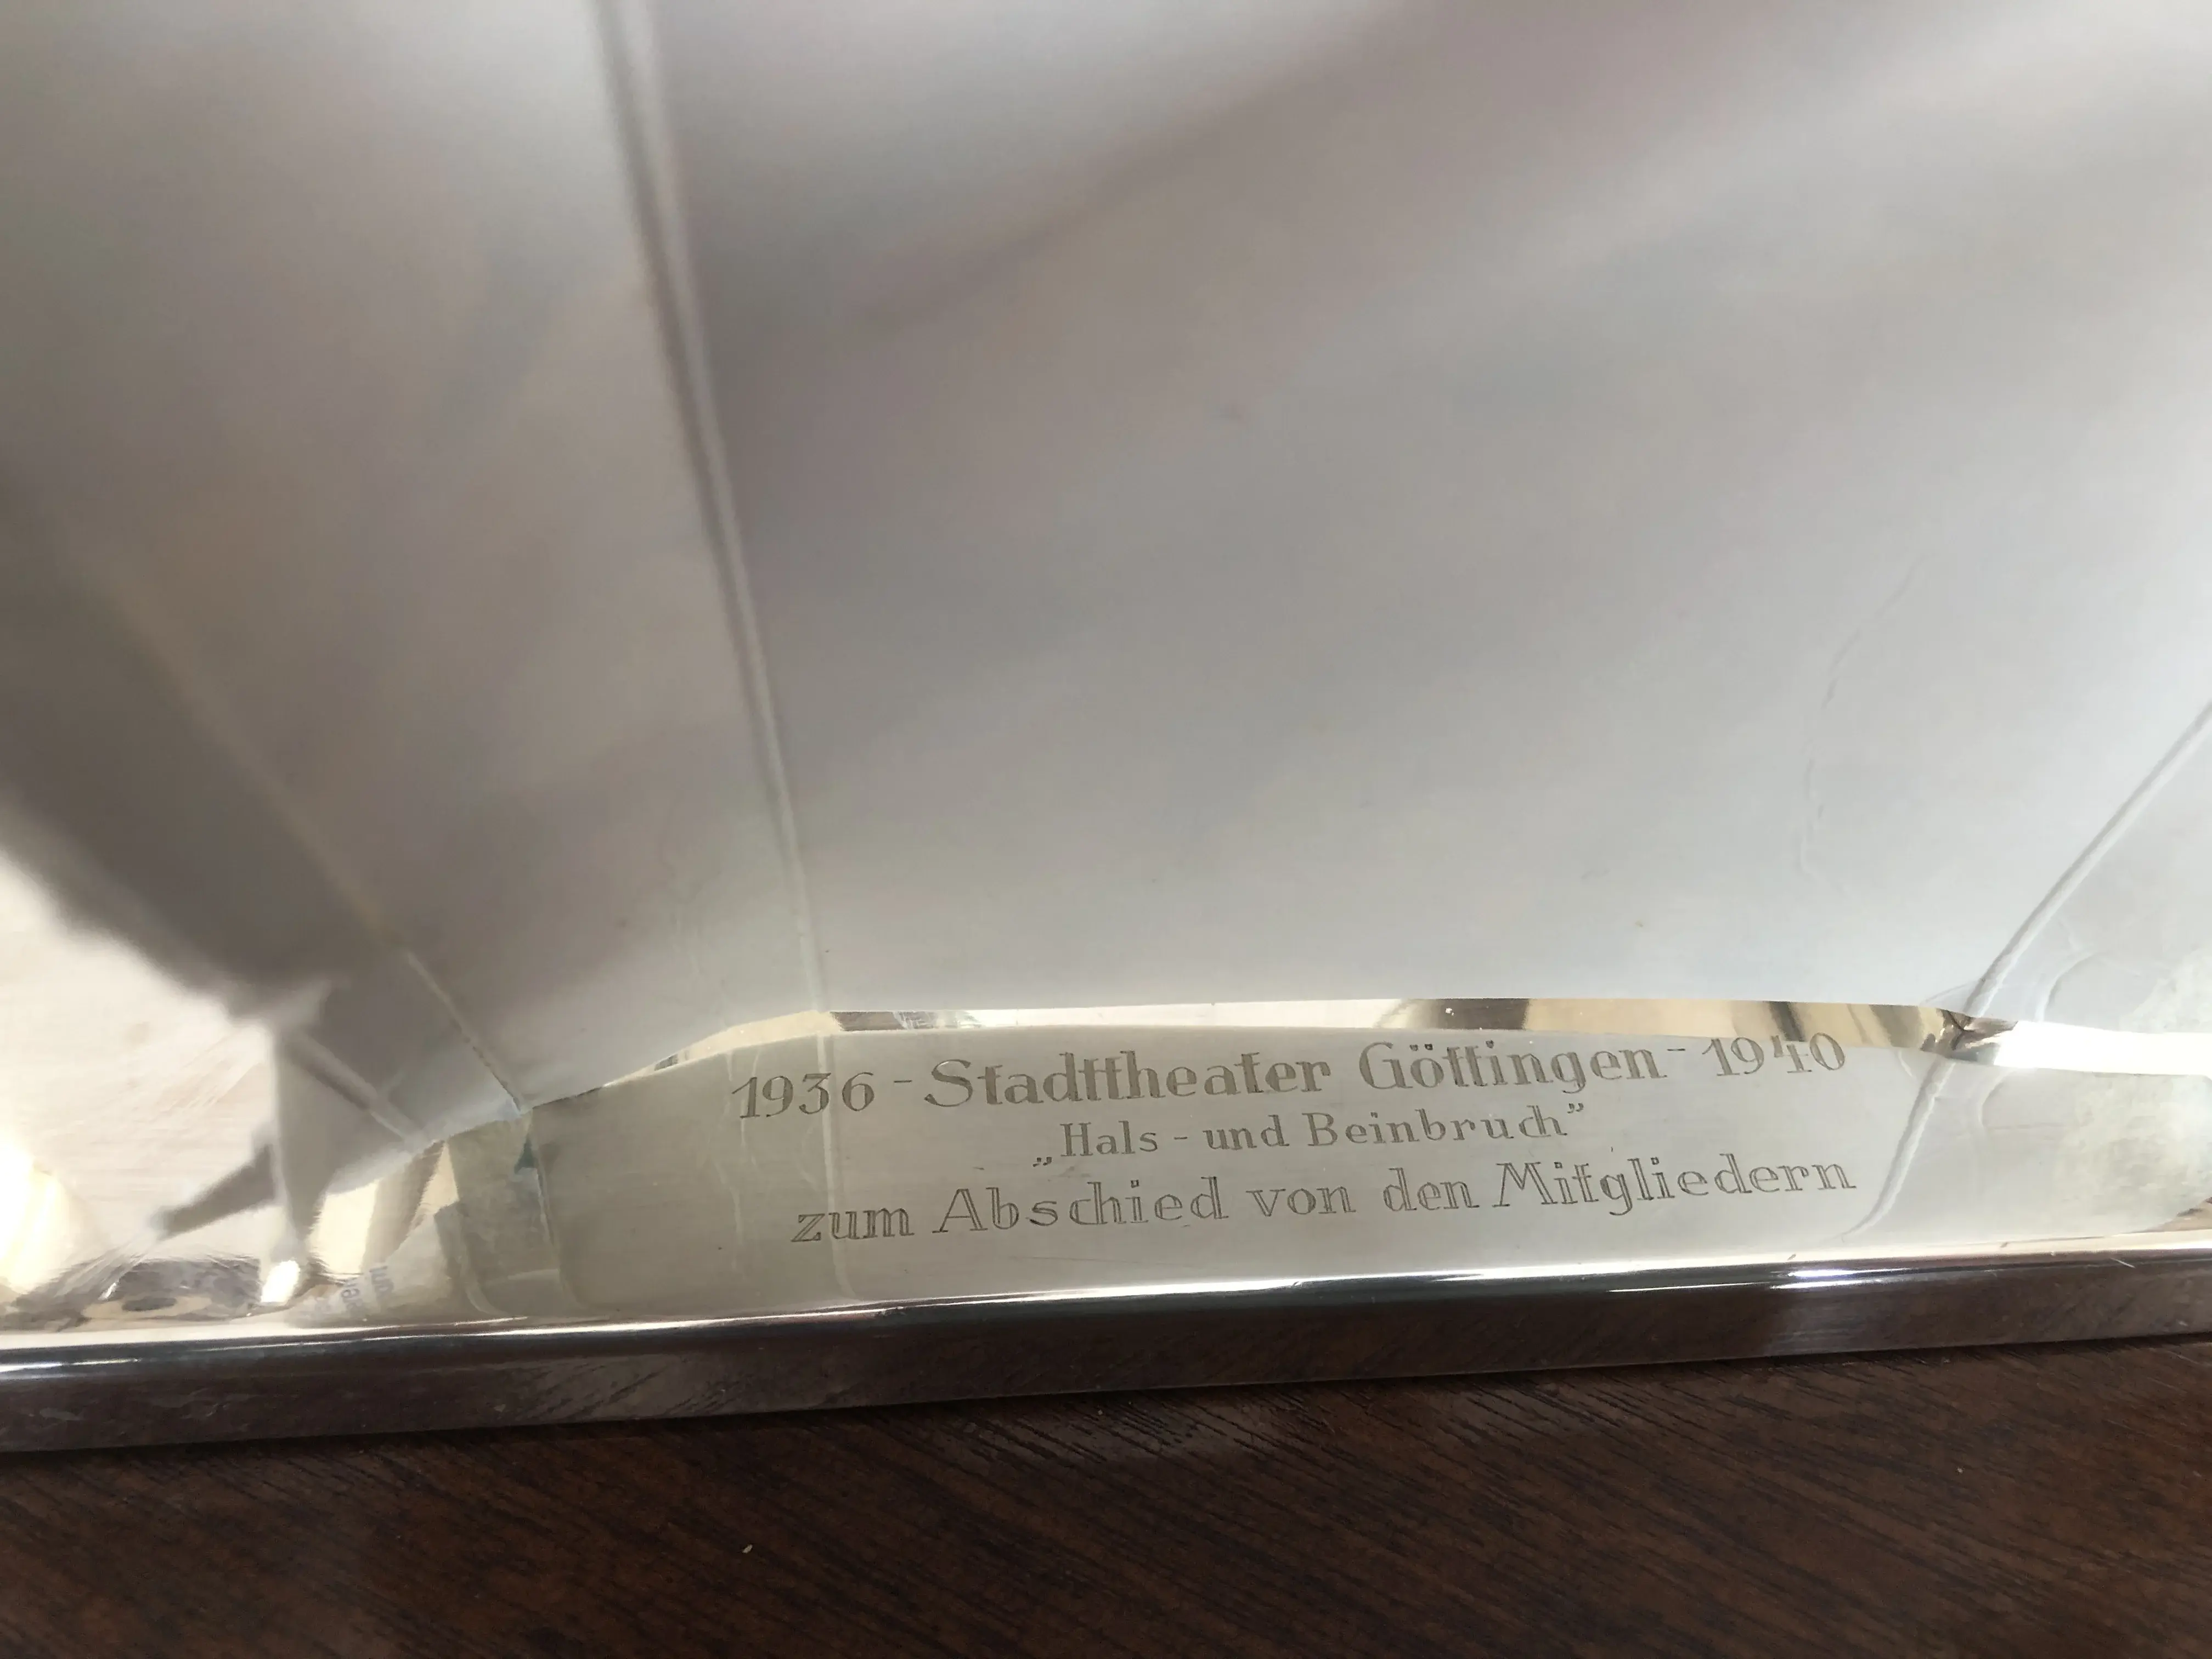 1936 - Stadttheater Göttingen - 1940
„Hals - und Beinbruch”
zum Abschied von den Mitgliedern